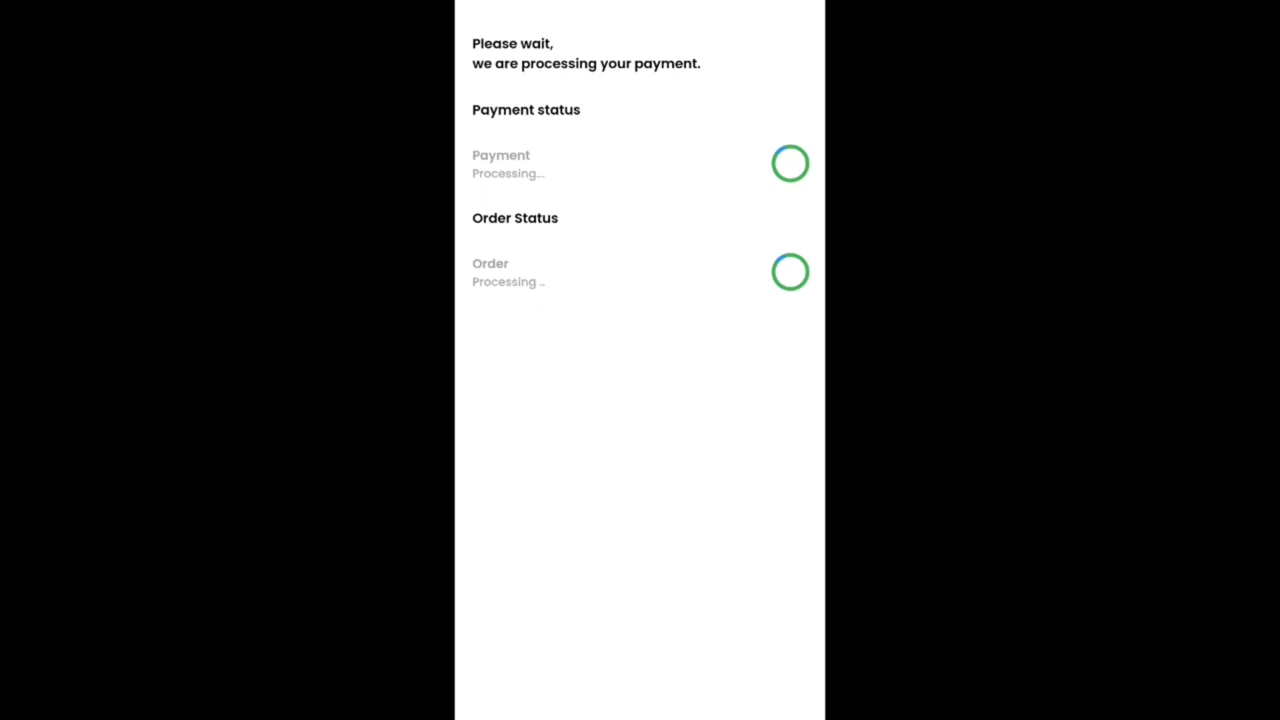 Please wait,
we are processing your payment.
Payment status
Payment
Processing...
Order Status
Order
Processing ..